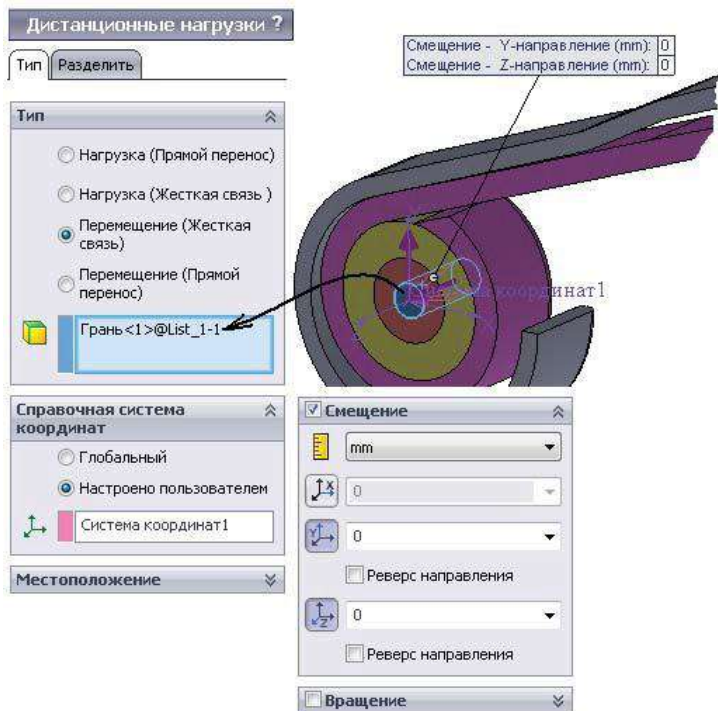 Дистанционные нагрузки ?
Тип
Разделить
Тип
Нагрузка (Прямой перенос)
Нагрузка (Жесткая связь )
Перемещение (Жесткая
связь)
Перемещение (Прямой
перенос)
Грань<1>@List_1-1
Справочная система
координат
Глобальный
Настроено пользователем
Система координат1
Местоположение
Смещение - Y-направление (mm): 0
Смещение - Z-направление (mm): 0
координат1
Смещение
mm
0
0
Реверс направления
0
Реверс направления
Вращение